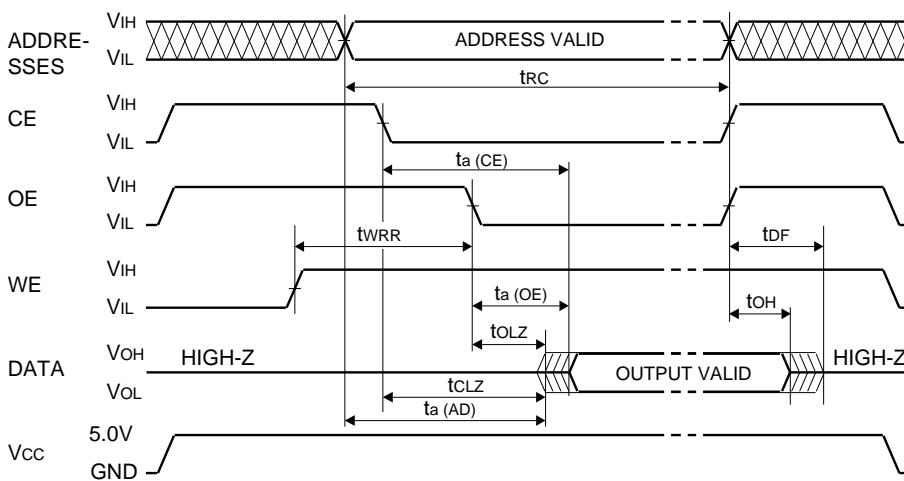 VIH
ADDRE-
SSES
VIL
ADDRESS VALID
tRC
CE
VIH
VIL
ta (CE)
OE
VIH
VIL
tWRR
tDF
WE
VIH
VIL
ta (OE)
tOH
tOLZ
DATA
VOH
VOL
HIGH-Z
OUTPUT VALID
HIGH-Z
tCLZ
ta (AD)
VCC
5.0V
GND